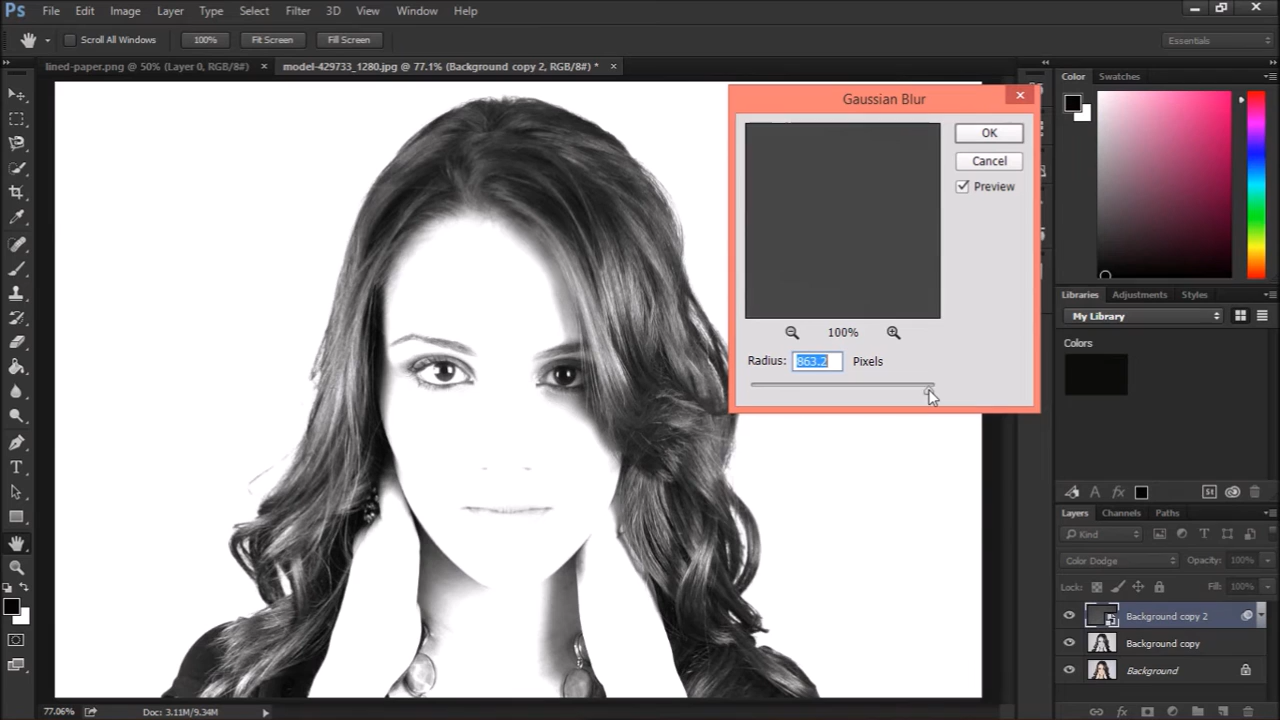 Ps File Edit Image Layer Type Select Filter 3D View Window Help
Scroll All Windows 100% Fit Screen Fill Screen Essentials
lined-paper.png @ 50% (Layer 0, RGB/8#) × model-429733_1280.jpg @ 77.1% (Background copy 2, RGB/8#) * ×
Gaussian Blur
OK
Cancel
Preview
100%
Radius: 863.2 Pixels
Color Swatches
Libraries Adjustments Styles
My Library
Colors
A fx St
Layers Channels Paths
Kind
Color Dodge Opacity: 100%
Lock: Fill: 100%
Background copy 2
Background copy
Background
fx
77.06% Doc: 3.11M/9.34M